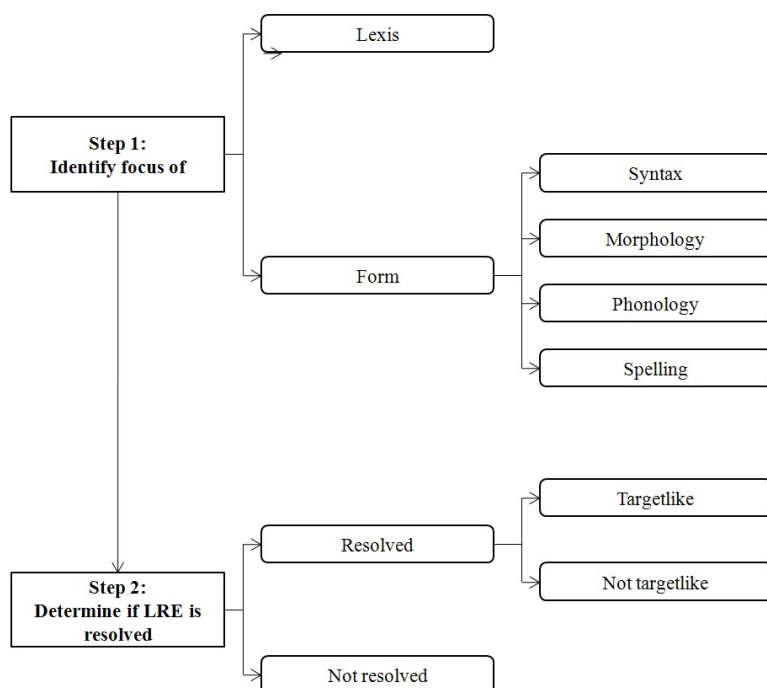 Lexis
Step 1:
Identify focus of
Syntax
Morphology
Form
Phonology
Spelling
Targetlike
Resolved
Step 2:
Determine if LRE is
resolved
Not targetlike
Not resolved